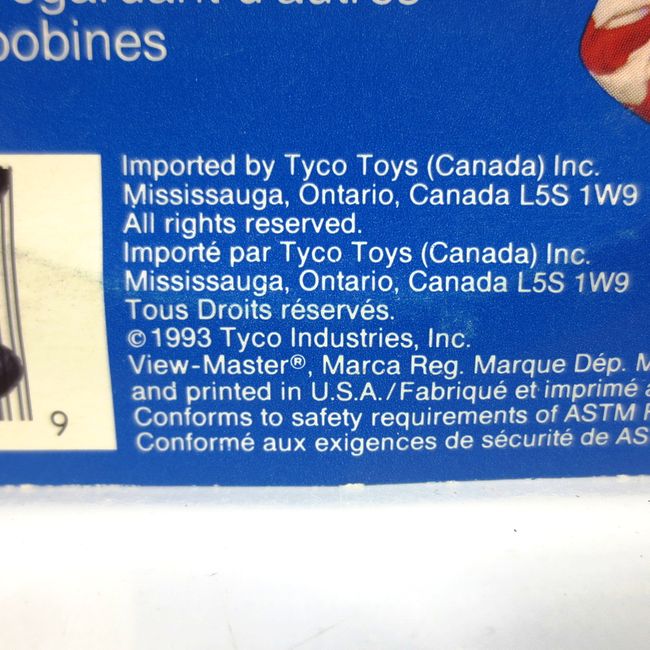 d'autres
bobines
Imported by Tyco Toys (Canada) Inc.
Mississauga, Ontario, Canada L5S 1W9
All rights reserved.
Importé par Tyco Toys (Canada) Inc.
Mississauga, Ontario, Canada L5S 1W9
Tous Droits réservés.
© 1993 Tyco Industries, Inc.
View-Master®, Marca Reg. Marque Dép. M
and printed in U.S.A./Fabriqué et imprimé
Conforms to safety requirements of ASTM
Conformé aux exigences de sécurité de AS
9